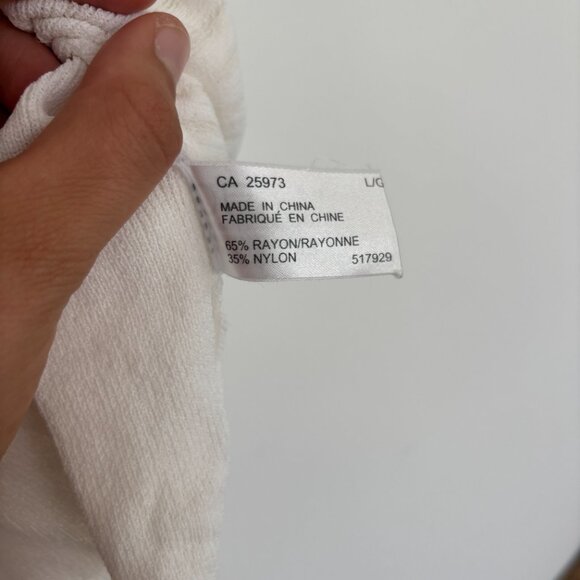 CA 25973 L/G
MADE IN CHINA
FABRIQUÉ EN CHINE
65% RAYON/RAYONNE
35% NYLON 517929